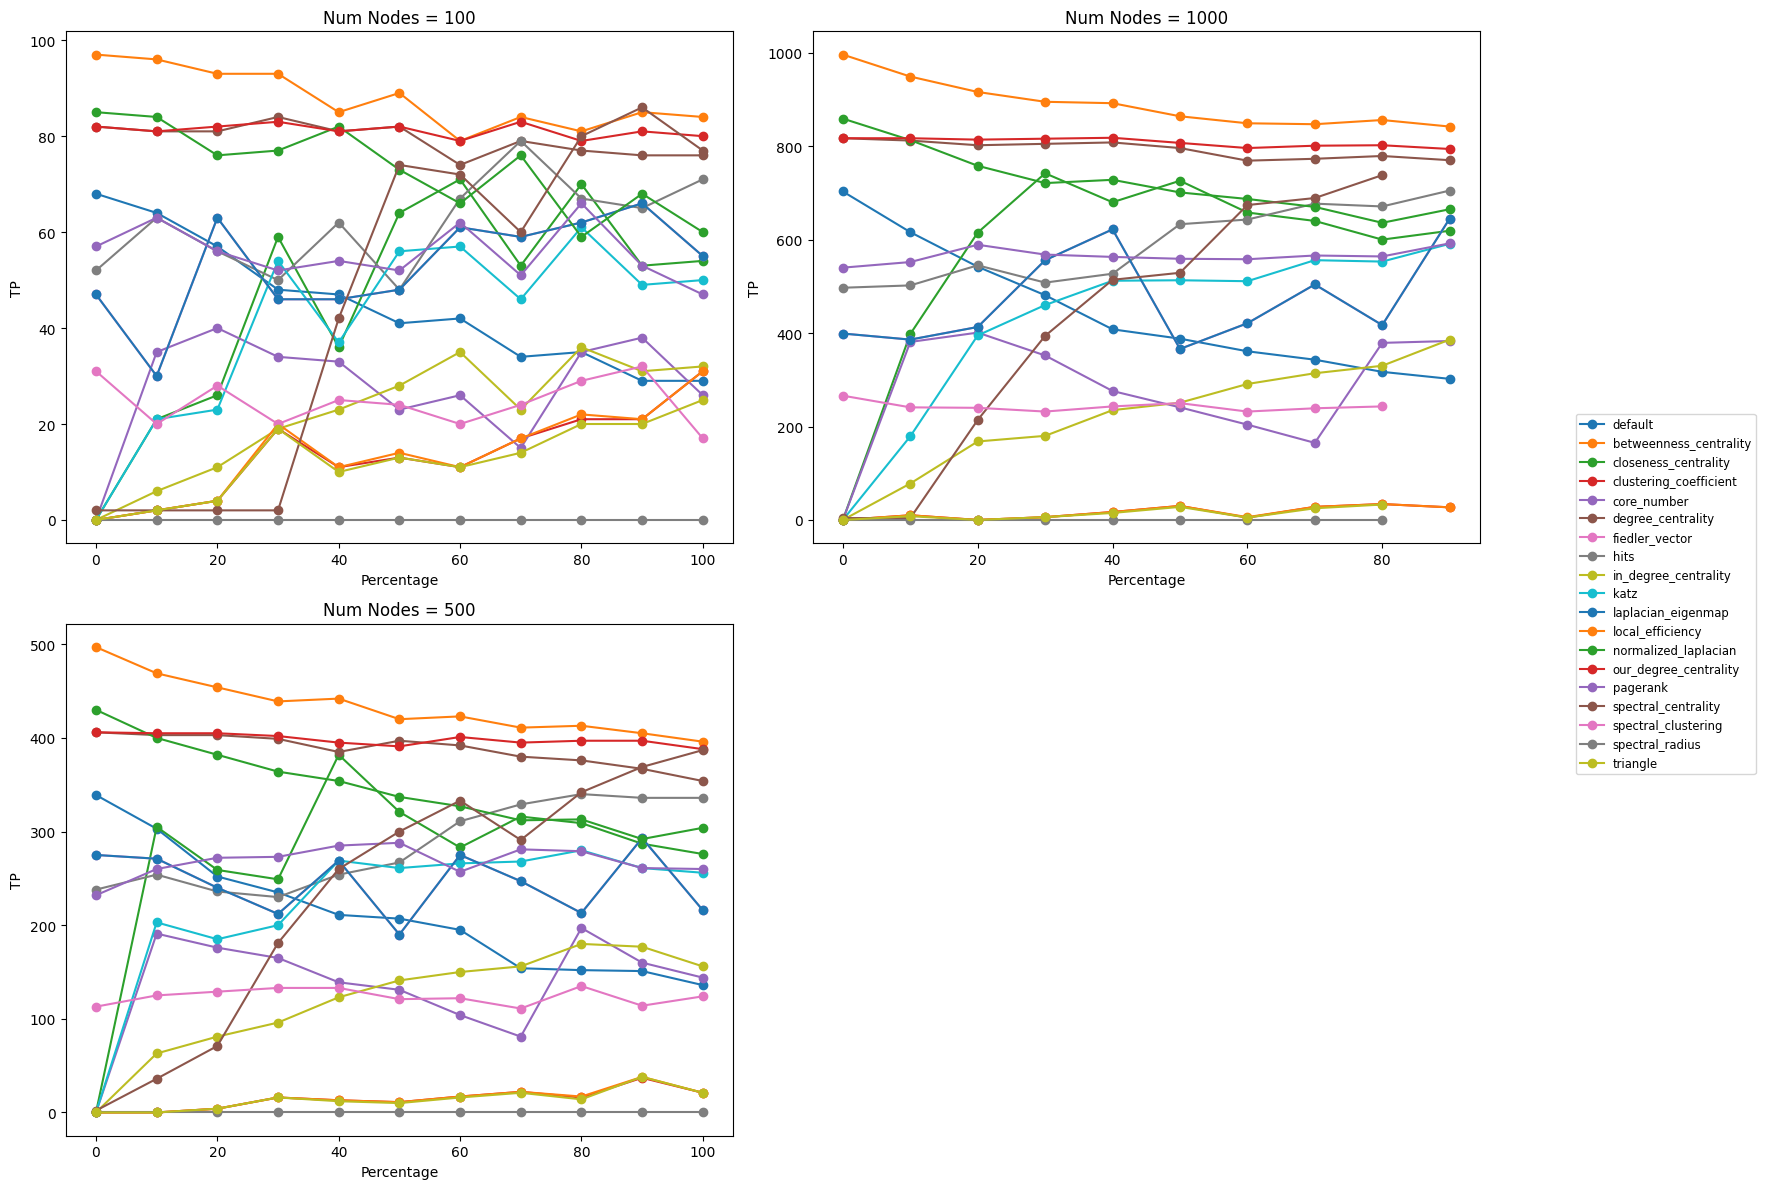 Num Nodes = 100
100
80
60
40
20
0
TP
0 20 40 60 80 100
Percentage
Num Nodes = 1000
1000
800
600
400
200
0
TP
0 20 40 60 80
Percentage
Num Nodes = 500
500
400
300
200
100
0
TP
0 20 40 60 80 100
Percentage
default
betweenness_centrality
closeness_centrality
clustering_coefficient
core_number
degree_centrality
fiedler_vector
hits
in_degree_centrality
katz
laplacian_eigenmap
local_efficiency
normalized_laplacian
our_degree_centrality
pagerank
spectral_centrality
spectral_clustering
spectral_radius
triangle